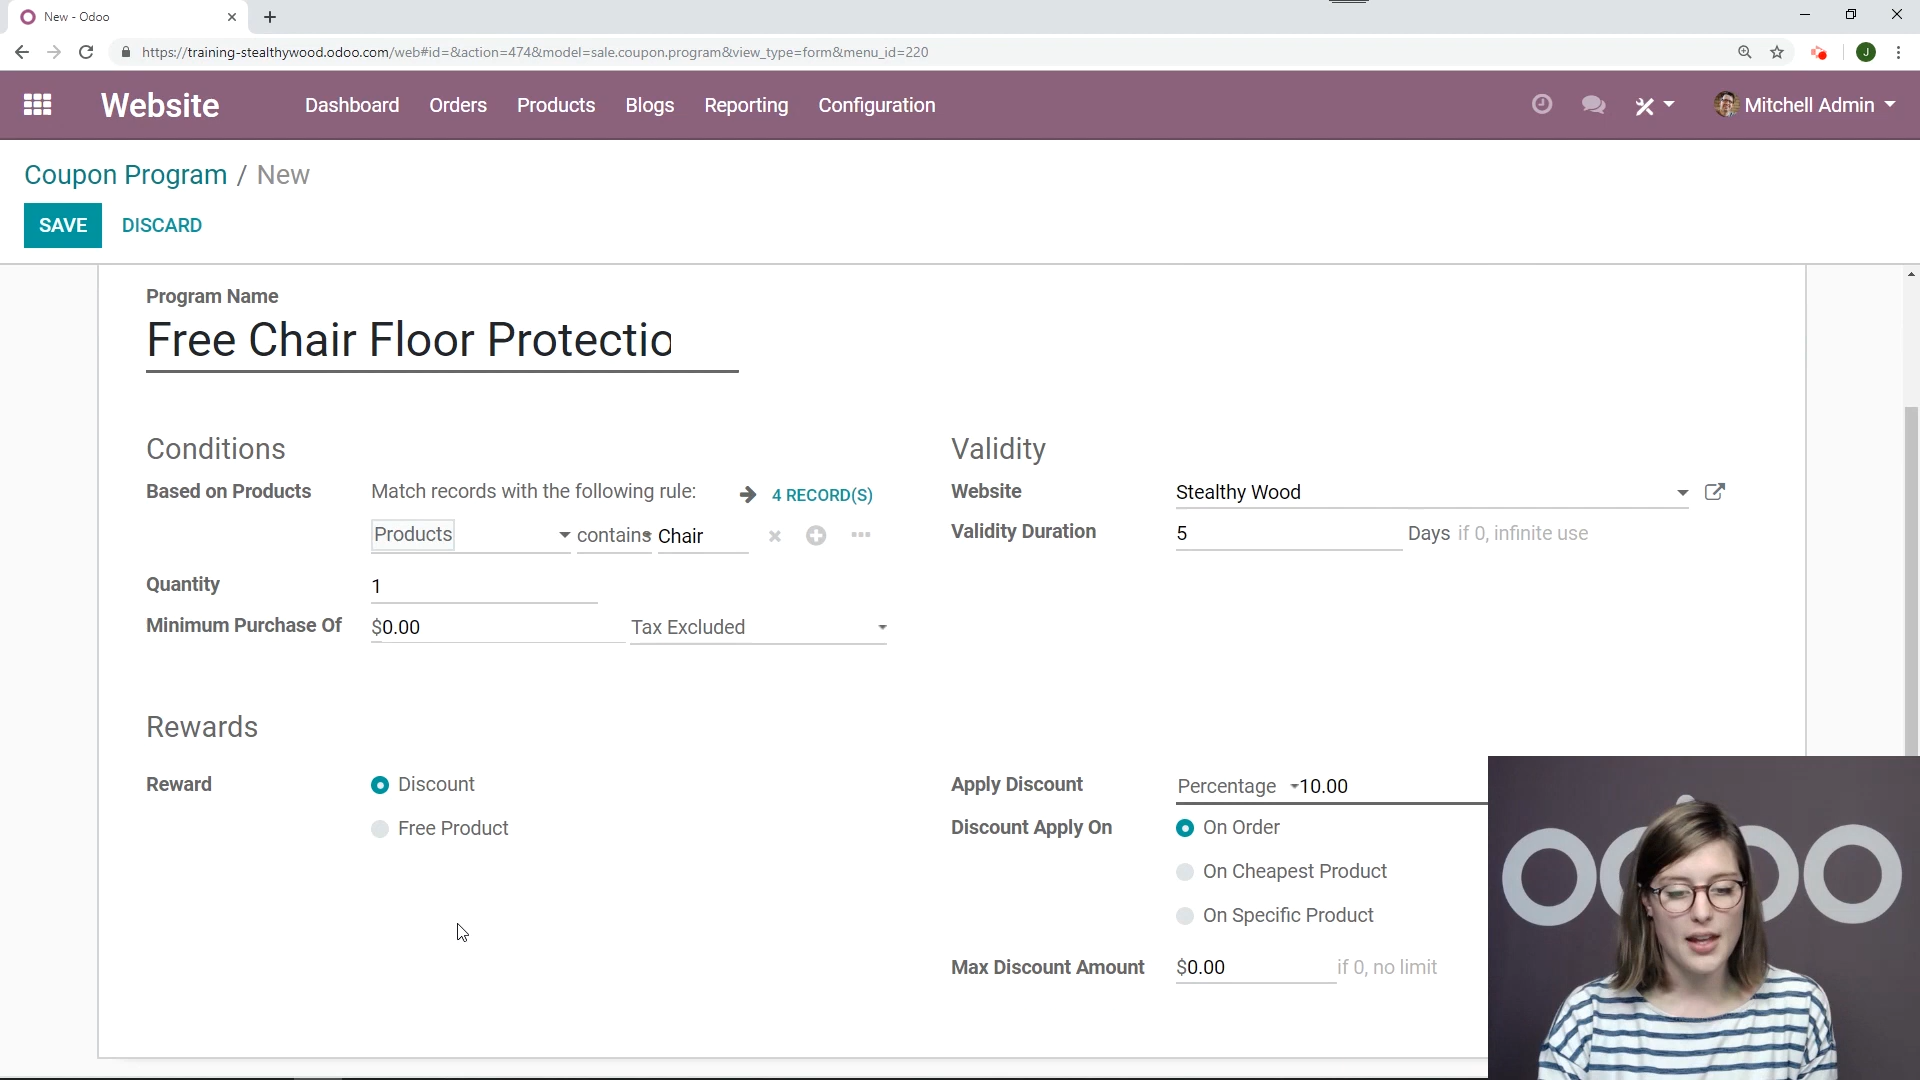 New - Odoo
https://training-stealthywood.odoo.com/web#id=&action=474&model=sale.coupon.program&view_type=form&menu_id=220
J
Website Dashboard Orders Products Blogs Reporting Configuration Mitchell Admin
Coupon Program / New
SAVE DISCARD
Program Name
Free Chair Floor Protectio
Conditions
Validity
Based on Products Match records with the following rule: 4 RECORD(S)
Website Stealthy Wood
Products contains Chair
Validity Duration 5 Days if 0, infinite use
Quantity 1
Minimum Purchase Of $0.00 Tax Excluded
Rewards
Reward Discount
Apply Discount Percentage 10.00
Free Product
Discount Apply On On Order
On Cheapest Product
On Specific Product
Max Discount Amount $0.00 if 0, no limit
odoo